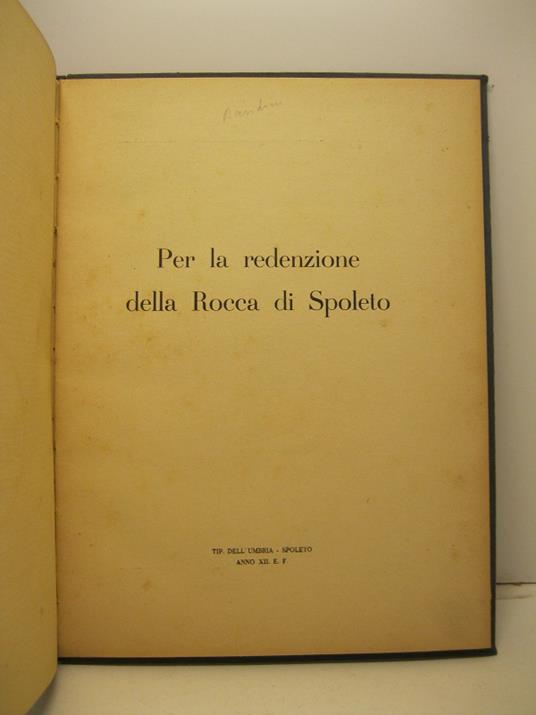 Per la redenzione
della Rocca di Spoleto
TIP. DELL'UMBRIA - SPOLETO
ANNO XII. E. F.